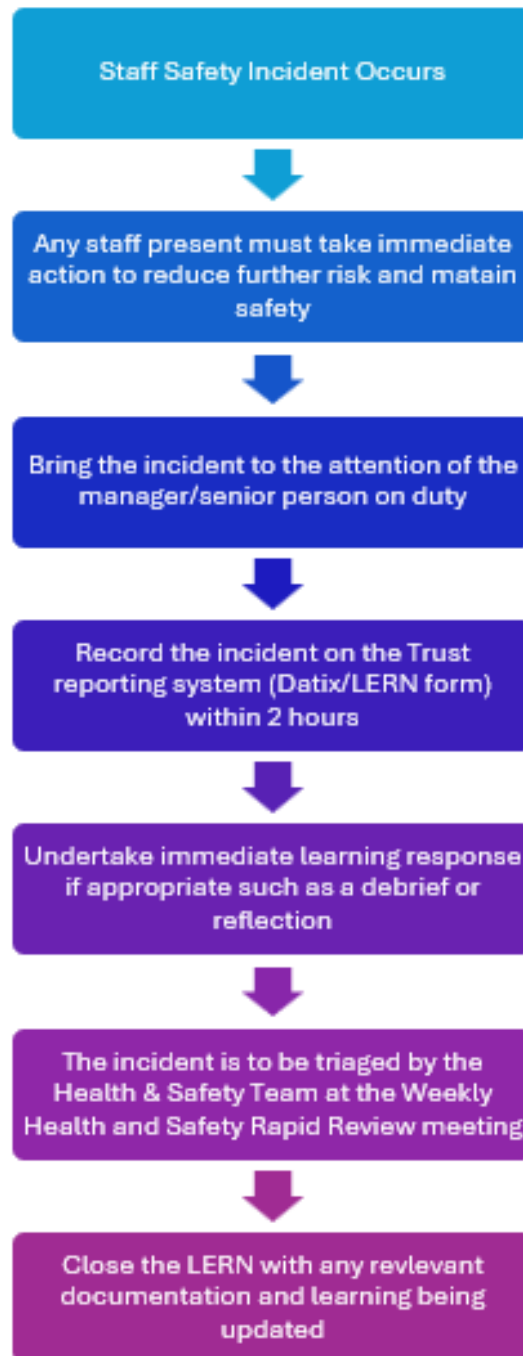 Staff Safety Incident Occurs
Any staff present must take immediate
action to reduce further risk and matain
safety
Bring the incident to the attention of the
manager/senior person on duty
Record the incident on the Trust
reporting system (Datix/LERN form)
within 2 hours
Undertake immediate learning response
if appropriate such as a debrief or
reflection
The incident is to be triaged by the
Health & Safety Team at the Weekly
Health and Safety Rapid Review meeting
Close the LERN with any revlevant
documentation and learning being
updated